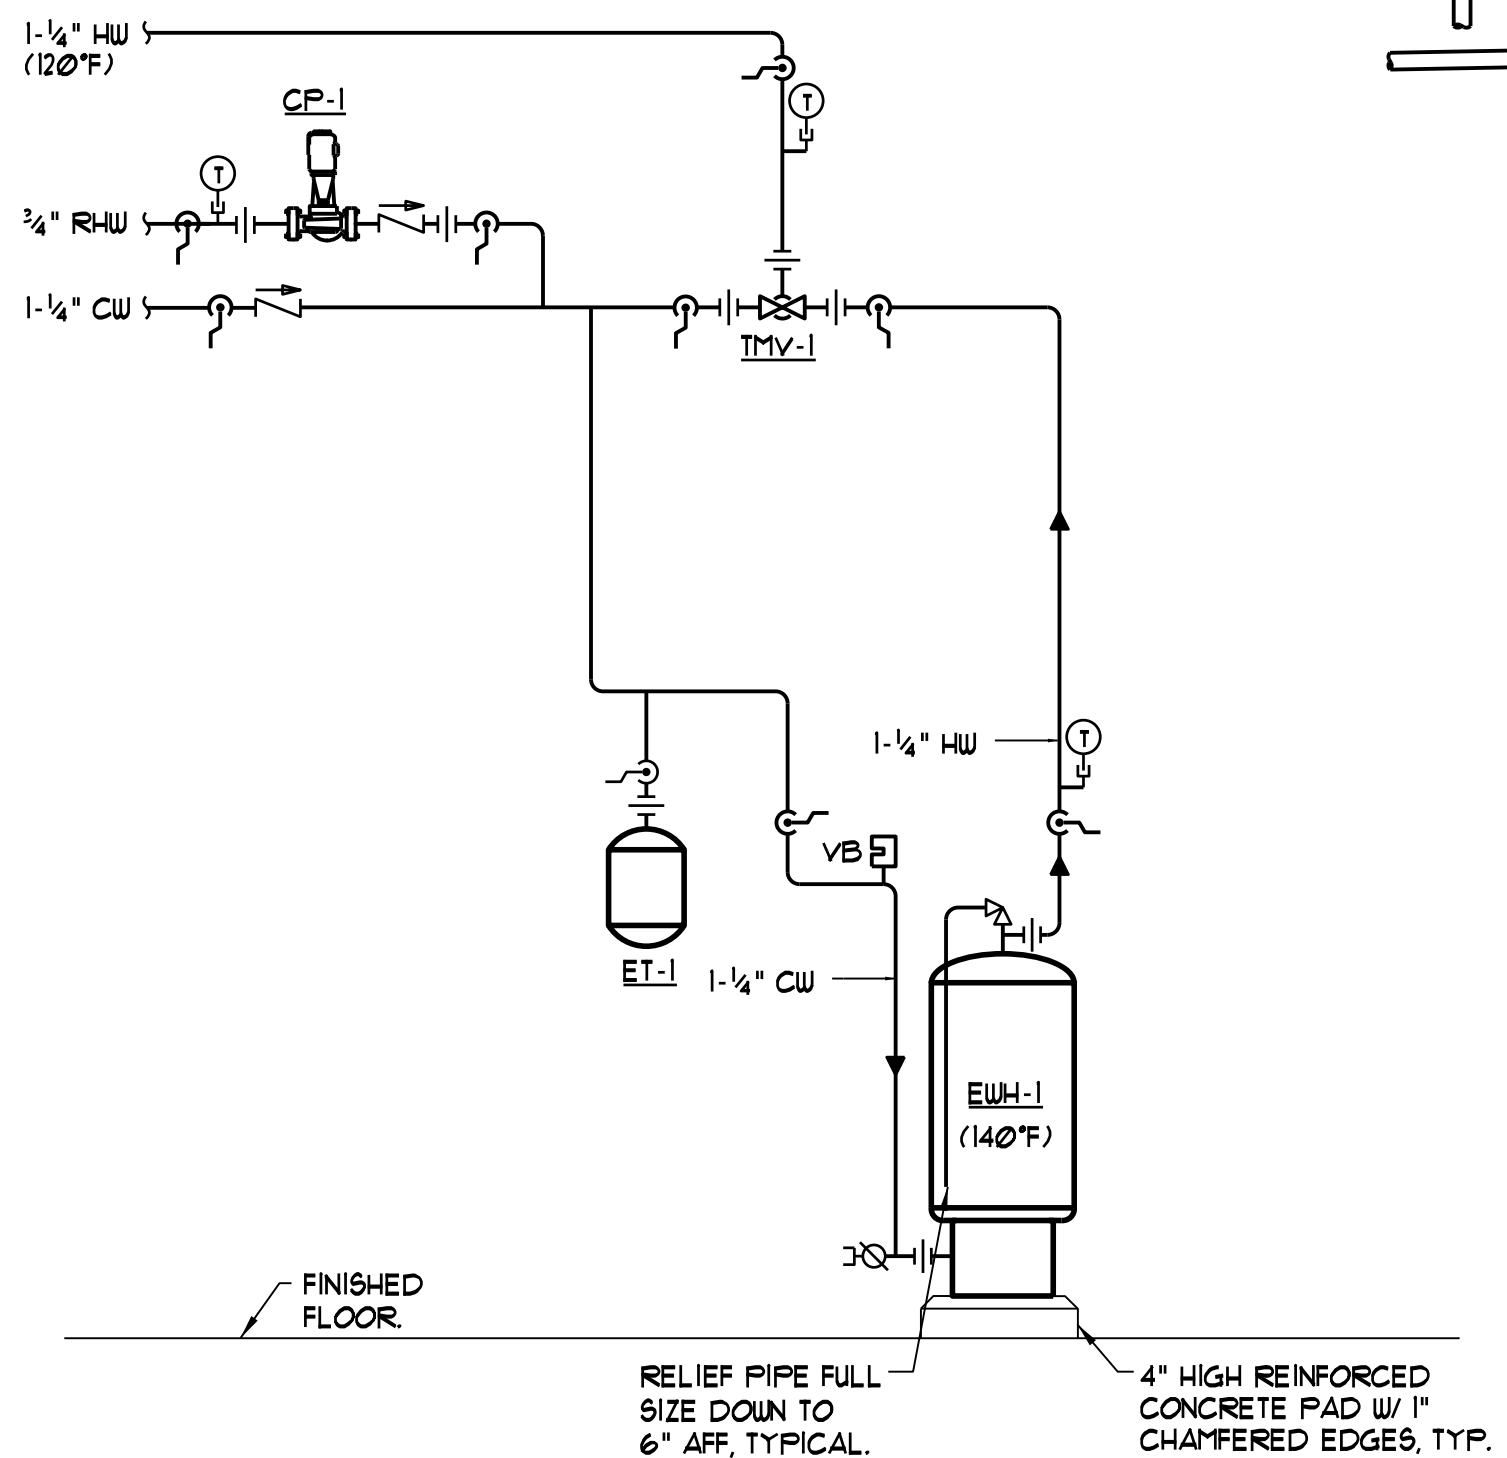 1-1/4" HW
(120°F)
CP-1
T
T
3/4" RHW
1-1/4" CW
TMV-1
1-1/4" HW
T
VB
ET-1
1-1/4" CW
EWH-1
(140°F)
FINISHED
FLOOR.
RELIEF PIPE FULL
SIZE DOWN TO
6" AFF, TYPICAL.
4" HIGH REINFORCED
CONCRETE PAD W/ 1"
CHAMFERED EDGES, TYP.